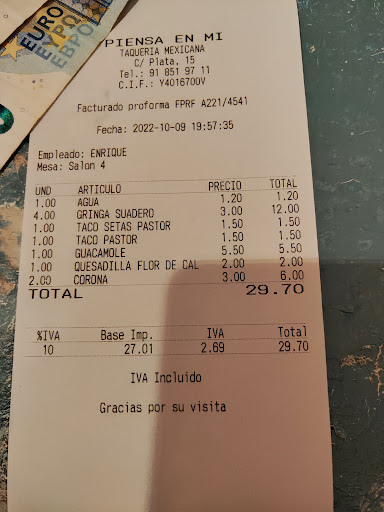 EURO
ΕΥΡΩ
ЕВРО
PIENSA EN MI
TAQUERIA MEXICANA
C/ Plata, 15
Tel.: 91 851 97 11
C.I.F.: Y4016700V
Facturado proforma FPRF A221/4541
Fecha: 2022-10-09 19:57:35
Empleado: ENRIQUE
Mesa: Salon 4
UND ARTICULO PRECIO TOTAL
1.00 AGUA 1.20 1.20
4.00 GRINGA SUADERO 3.00 12.00
1.00 TACO SETAS PASTOR 1.50 1.50
1.00 TACO PASTOR 1.50 1.50
1.00 GUACAMOLE 5.50 5.50
1.00 QUESADILLA FLOR DE CAL 2.00 2.00
2.00 CORONA 3.00 6.00
TOTAL 29.70
%IVA Base Imp. IVA Total
10 27.01 2.69 29.70
IVA Incluido
Gracias por su visita